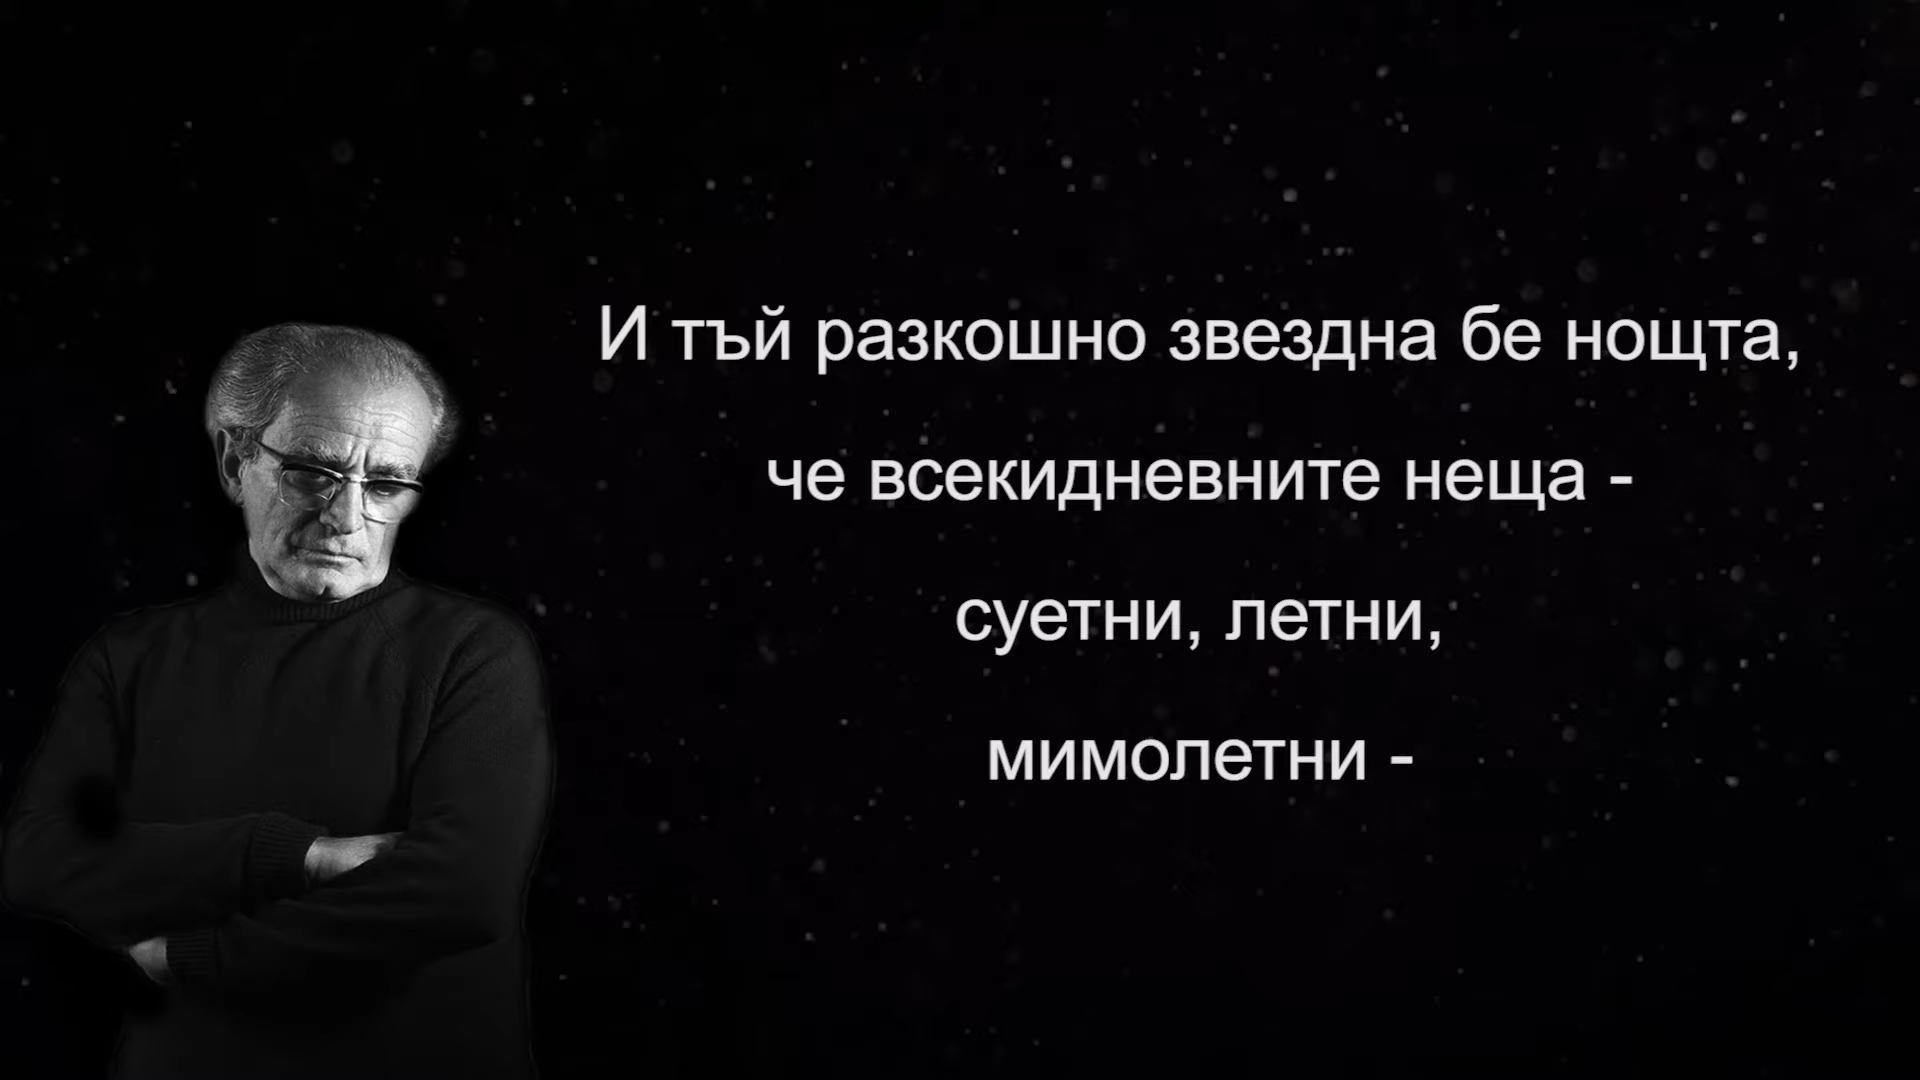 И тъй разкошно звездна бе нощта,
че всекидневните неща -
суетни, летни,
мимолетни -